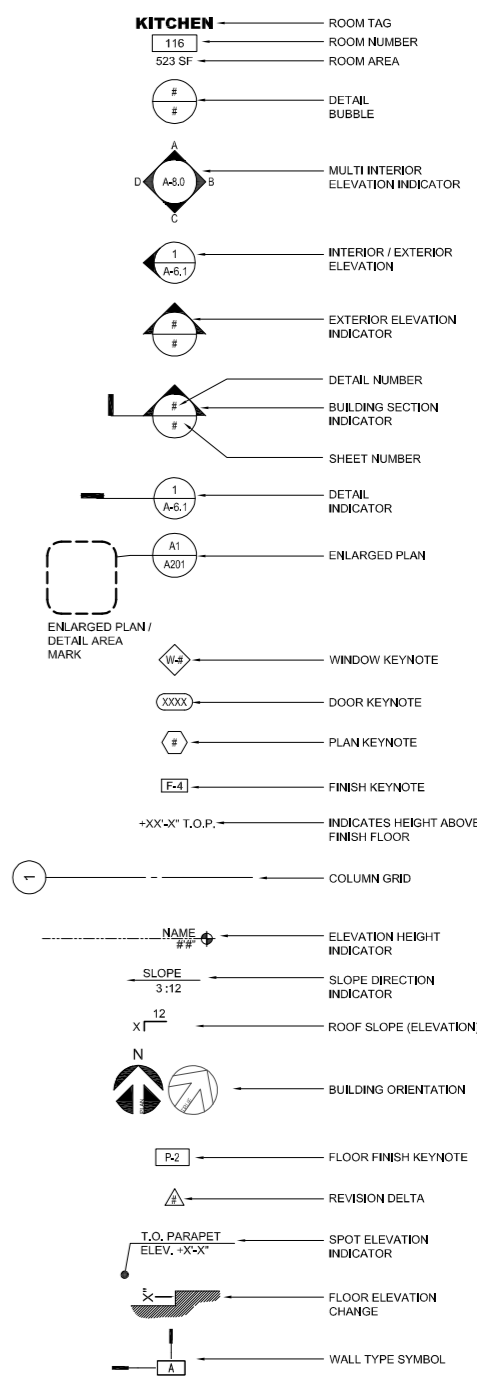 KITCHEN
ROOM TAG
116
ROOM NUMBER
523 SF
ROOM AREA
#
#
DETAIL
BUBBLE
A
D
A-8.0
B
C
MULTI INTERIOR
ELEVATION INDICATOR
1
A-6.1
INTERIOR / EXTERIOR
ELEVATION
#
#
EXTERIOR ELEVATION
INDICATOR
DETAIL NUMBER
#
#
BUILDING SECTION
INDICATOR
SHEET NUMBER
1
A-6.1
DETAIL
INDICATOR
A1
A201
ENLARGED PLAN
ENLARGED PLAN /
DETAIL AREA
MARK
W-#
WINDOW KEYNOTE
XXXX
DOOR KEYNOTE
#
PLAN KEYNOTE
F-4
FINISH KEYNOTE
+XX'-X" T.O.P.
INDICATES HEIGHT ABOVE
FINISH FLOOR
1
COLUMN GRID
NAME
#'#"
ELEVATION HEIGHT
INDICATOR
SLOPE
3 :12
SLOPE DIRECTION
INDICATOR
12
X
ROOF SLOPE (ELEVATION)
N
PLAN
TRUE
BUILDING ORIENTATION
P-2
FLOOR FINISH KEYNOTE
#
REVISION DELTA
T.O. PARAPET
ELEV. +X'-X"
SPOT ELEVATION
INDICATOR
X"
FLOOR ELEVATION
CHANGE
A
WALL TYPE SYMBOL